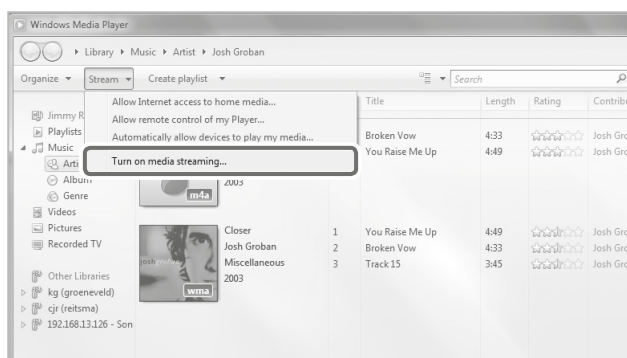 Windows Media Player
Library Music Artist Josh Groban
Organize Stream Create playlist Search
Allow Internet access to home media...
Allow remote control of my Player...
Automatically allow devices to play my media...
Turn on media streaming...
Title Length Rating
Jimmy R
Playlists
Music
Arti
Album
Genre
Videos
Pictures
Recorded TV
Other Libraries
kg (groeneveld)
cjr (reitsma)
192.168.13.126 - Son
Broken Vow 4:33 Josh Gro
You Raise Me Up 4:49 Josh Gro
2003
m4a
Closer 1 You Raise Me Up 4:49 Josh Gro
Josh Groban 2 Broken Vow 4:33 Josh Gro
Miscellaneous 3 Track 15 3:45 Josh Gro
2003
josh groban
wma